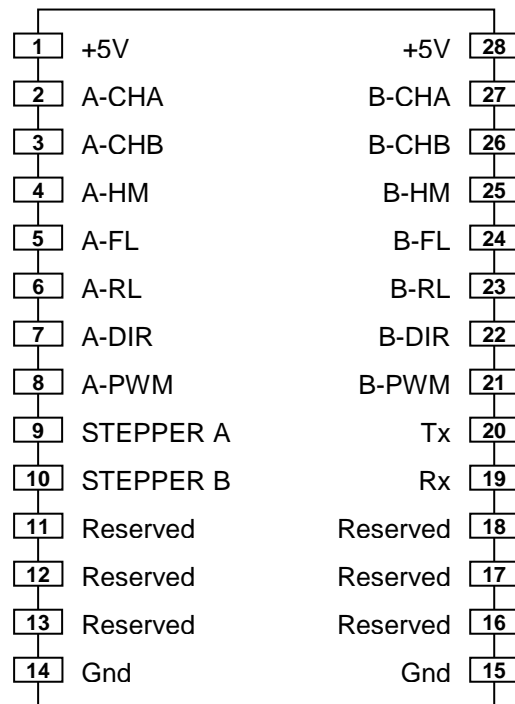 1 +5V +5V 28
2 A-CHA B-CHA 27
3 A-CHB B-CHB 26
4 A-HM B-HM 25
5 A-FL B-FL 24
6 A-RL B-RL 23
7 A-DIR B-DIR 22
8 A-PWM B-PWM 21
9 STEPPER A Tx 20
10 STEPPER B Rx 19
11 Reserved Reserved 18
12 Reserved Reserved 17
13 Reserved Reserved 16
14 Gnd Gnd 15